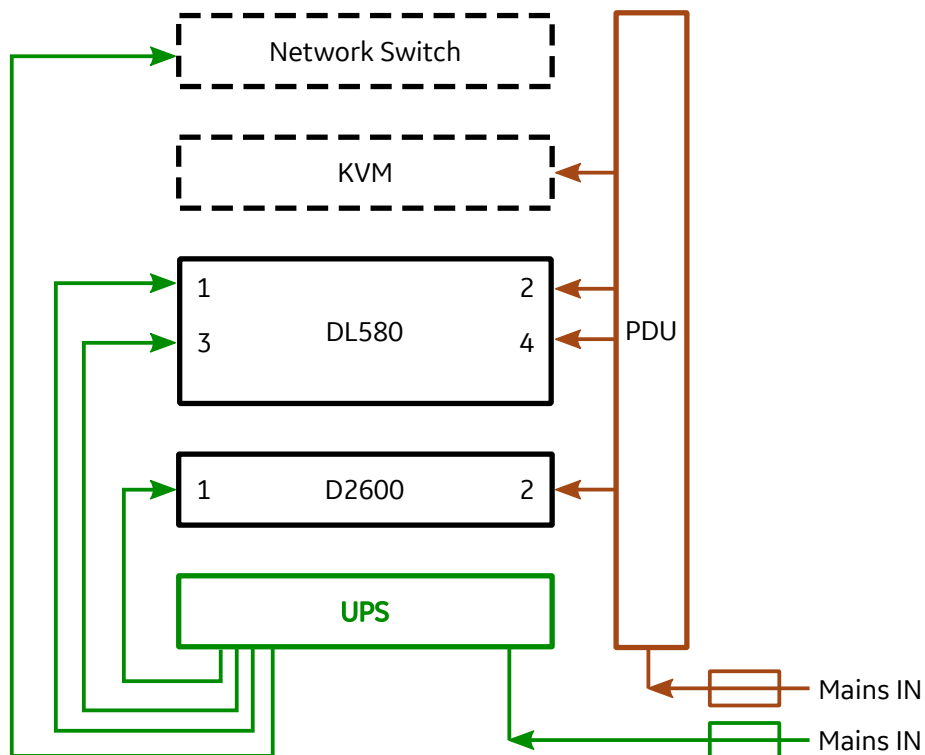 Network Switch
KVM
1 2
DL580
PDU
3 4
1 D2600 2
UPS
Mains IN
Mains IN